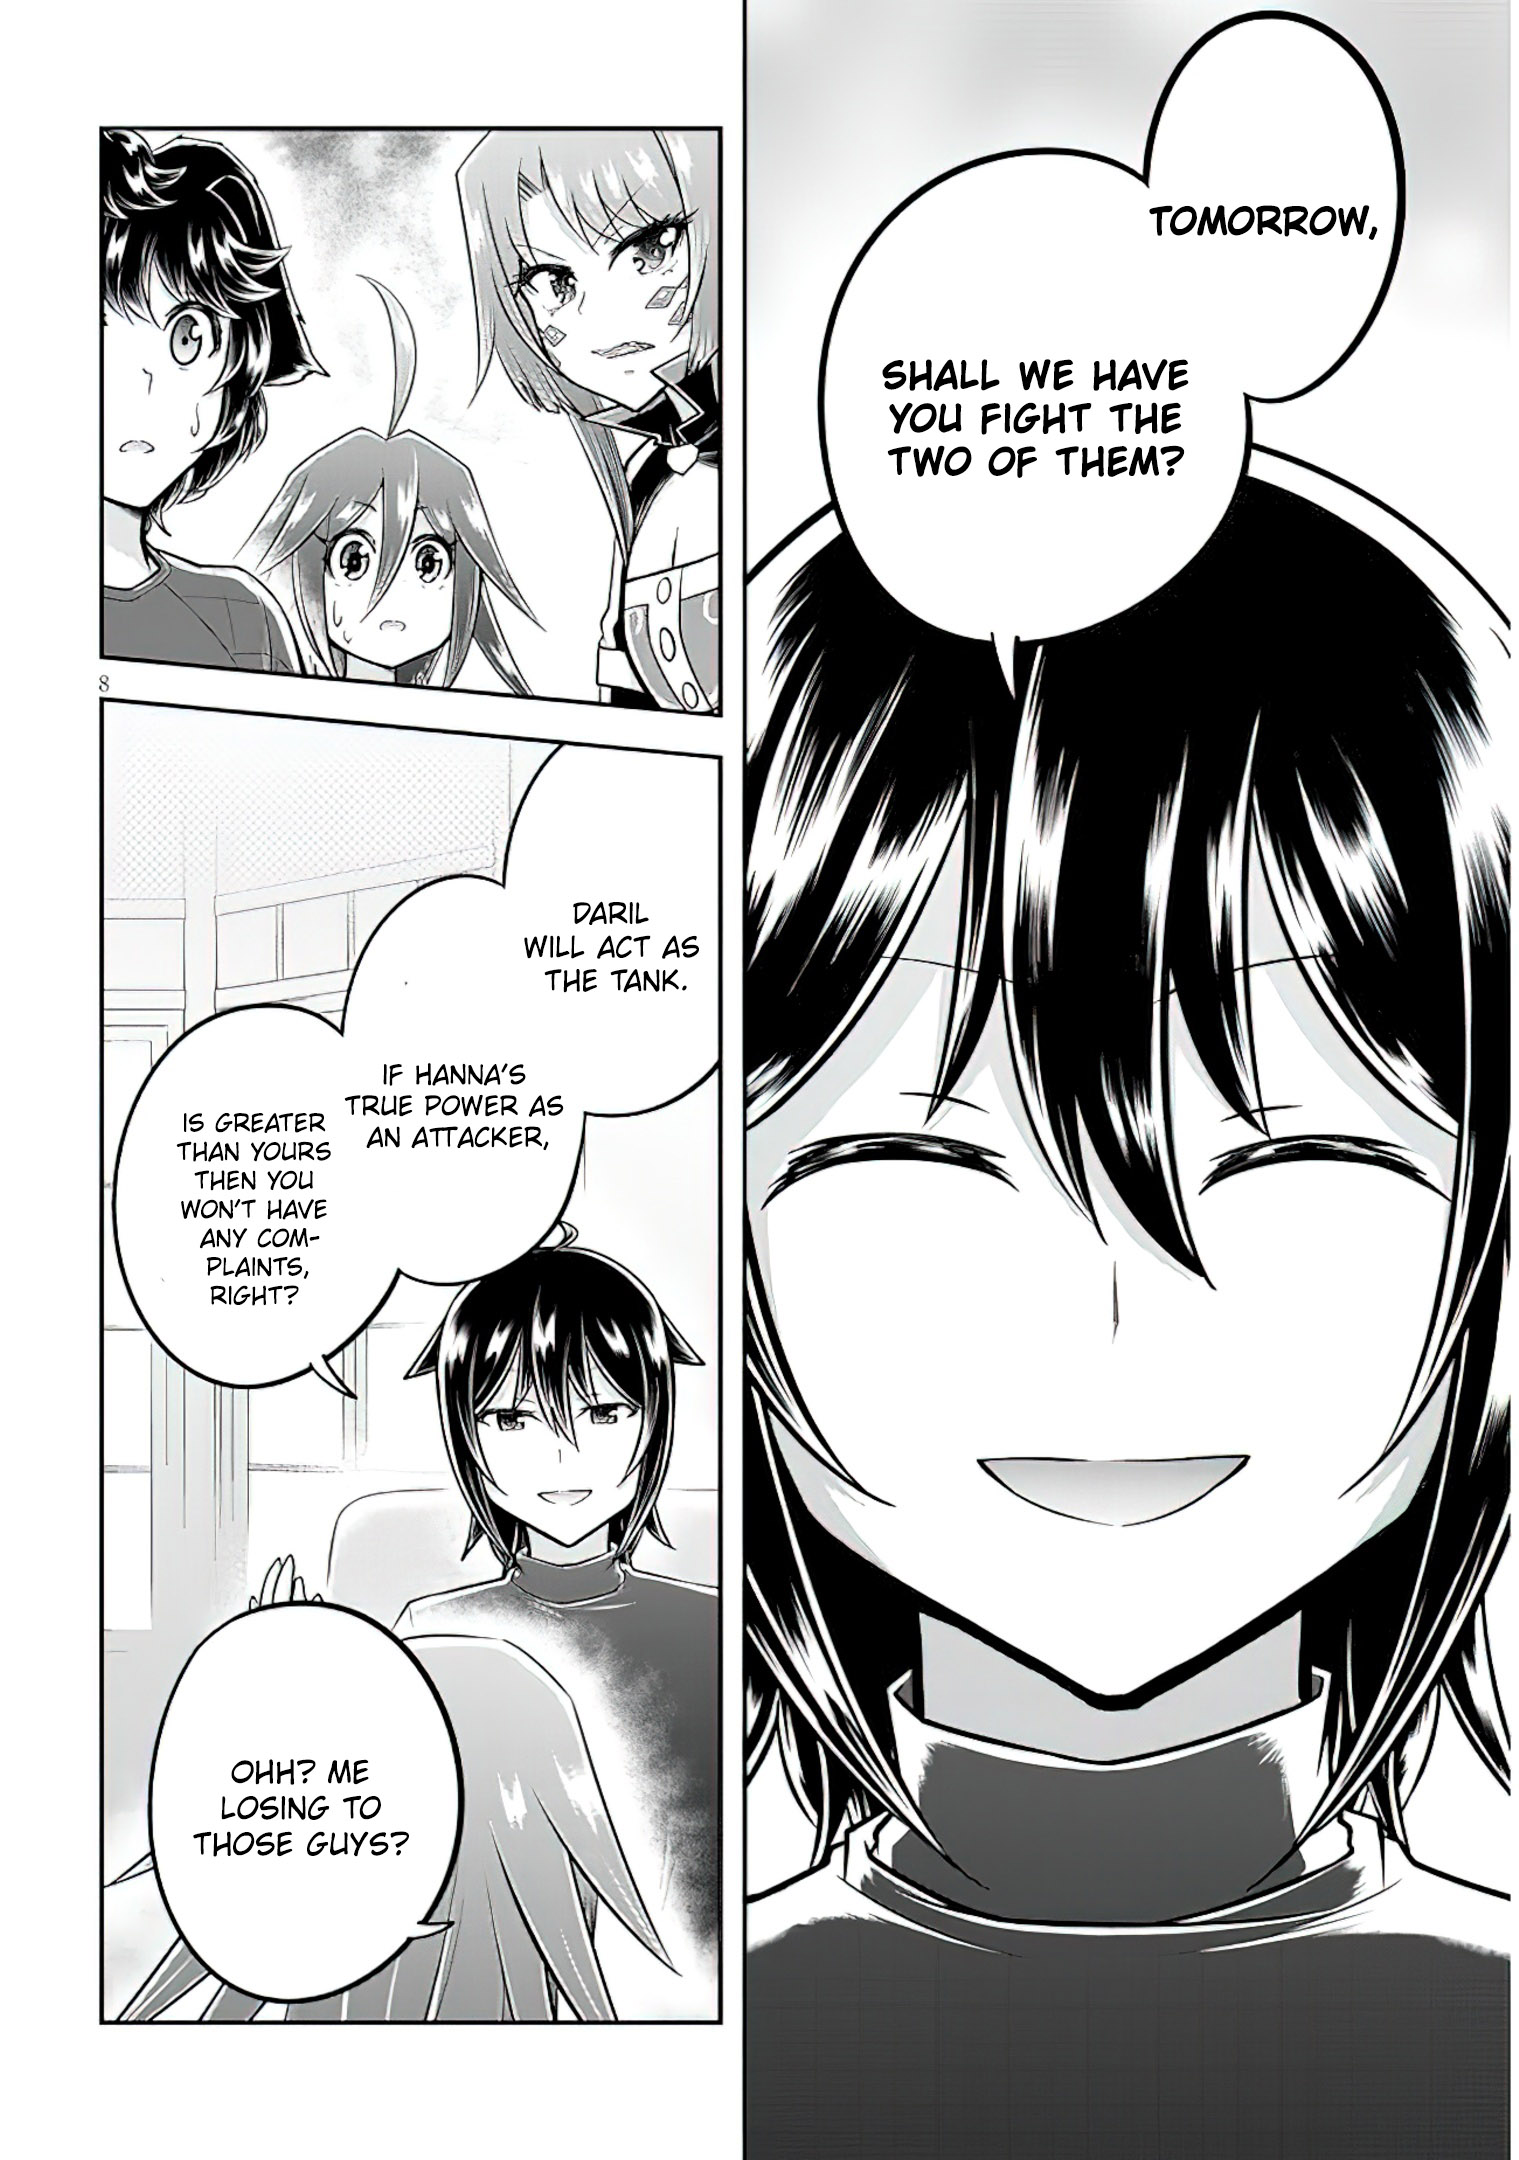 TOMORROW,
SHALL WE HAVE
YOU FIGHT THE
TWO OF THEM?
8
DARIL
WILL ACT AS
THE TANK.
IF HANNA'S
TRUE POWER AS
AN ATTACKER,
IS GREATER
THAN YOURS
THEN YOU
WON'T HAVE
ANY COM-
PLAINTS,
RIGHT?
OHH? ME
LOSING TO
THOSE GUYS?